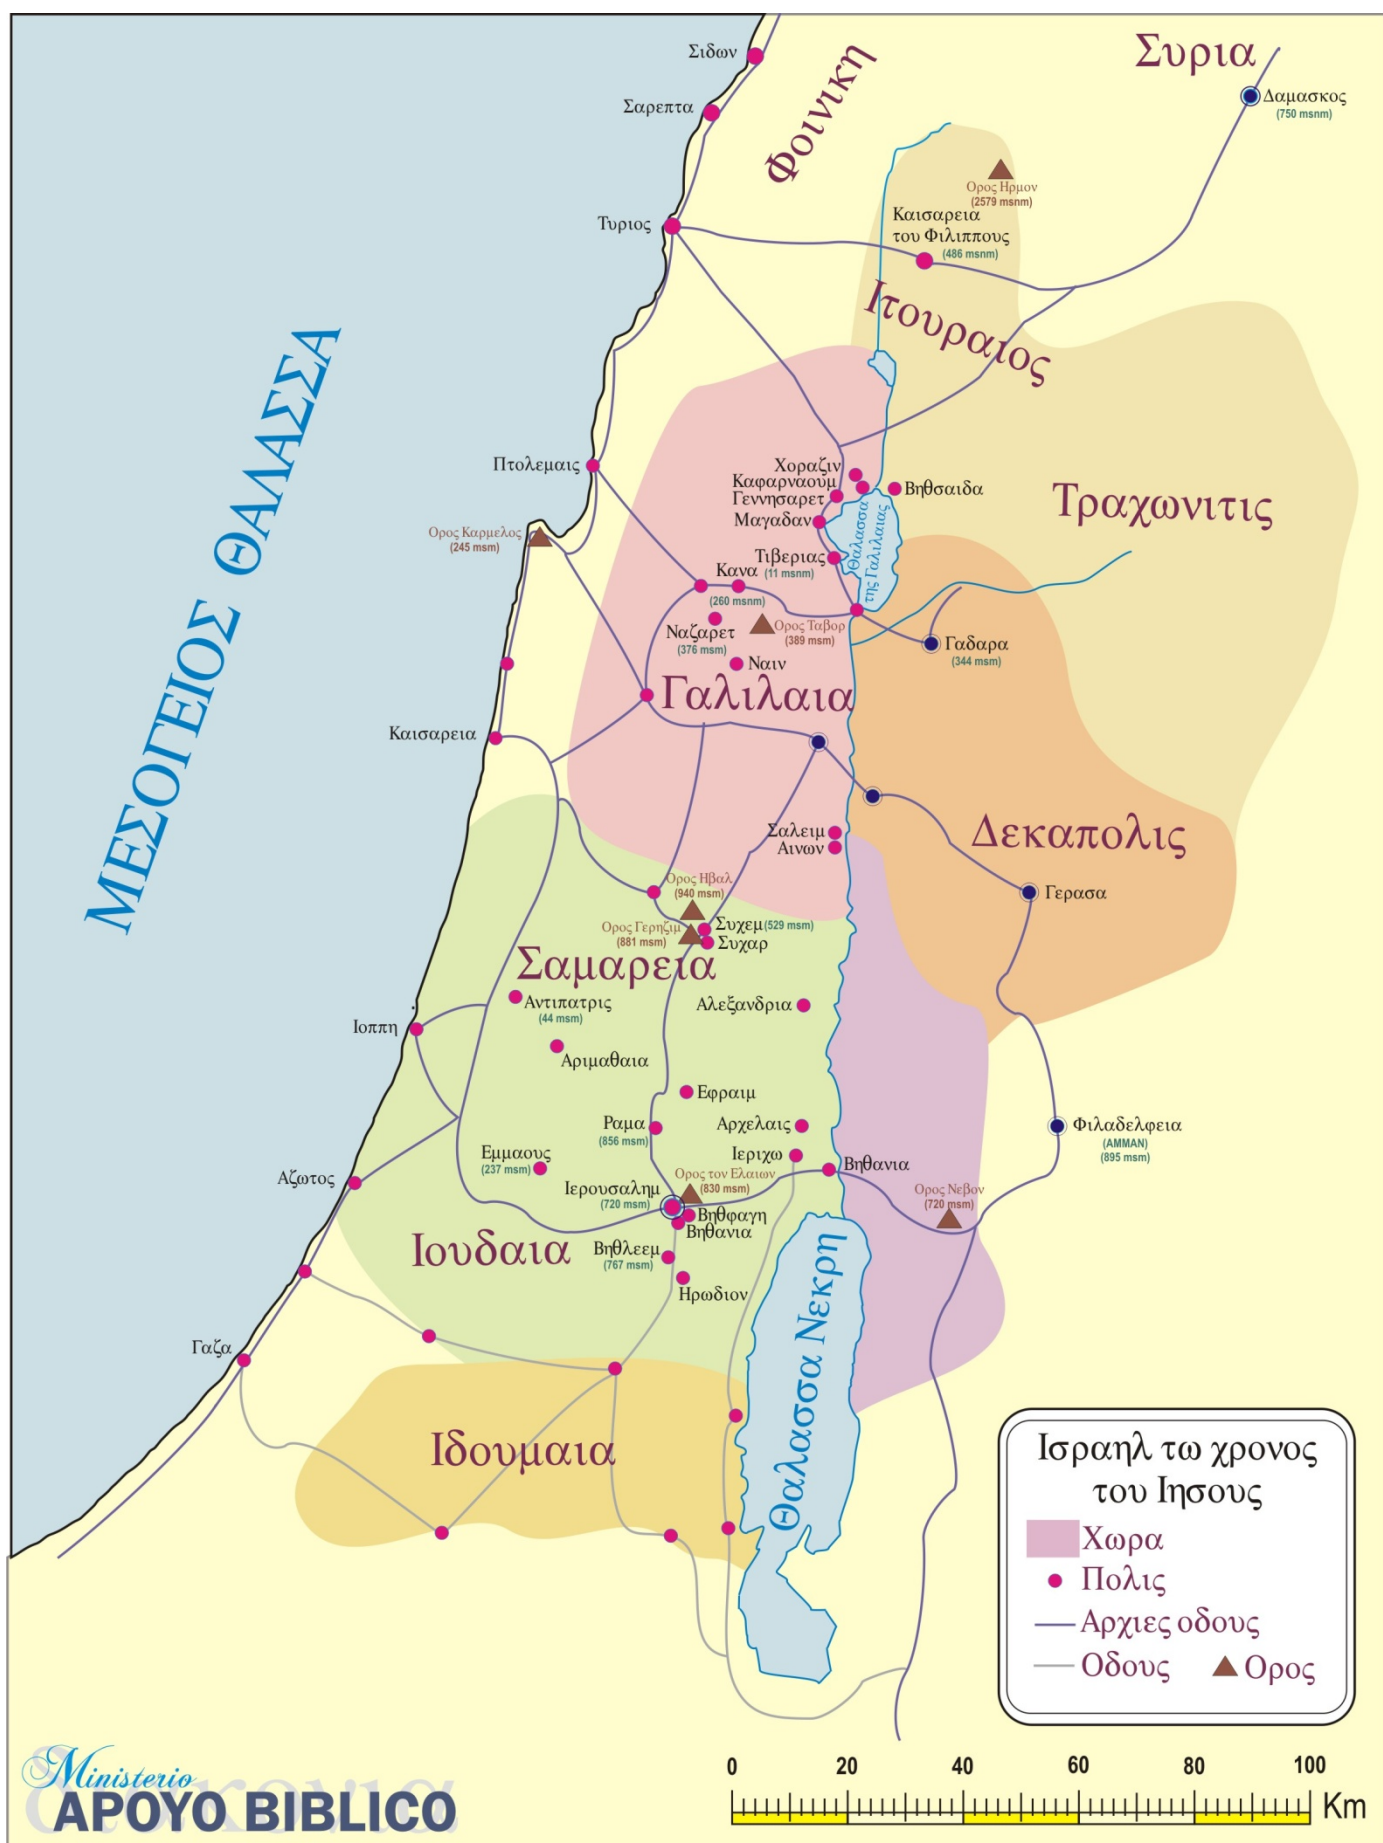 Σιδων
Σαρεπτα
Φοινικη
Συρια
Δαμασκος
(750 msnm)
Ορος Ηρμον
(2579 msnm)
Τυριος
Καισαρεια
του Φιλιππους
(486 msnm)
Ιτουραιος
ΜΕΣΟΓΕΙΟΣ ΘΑΛΑΣΣΑ
Πτολεμαις
Χοραζιν
Καφαρναουμ
Γεννησαρετ
Βηθσαιδα
Μαγαδαν
Τραχωνιτις
Ορος Καρμελος
(245 msm)
Θαλασσα
της Γαλιλαιας
Τιβεριας
(11 msnm)
Κανα
(260 msnm)
Ναζαρετ
(376 msm)
Ορος Ταβορ
(389 msm)
Γαδαρα
(344 msm)
Ναιν
Γαλιλαια
Καισαρεια
Σαλειμ
Αινων
Δεκαπολις
Ορος Ηβαλ
(940 msm)
Γερασα
Ορος Γερηζιμ
(881 msm)
Συχεμ (529 msm)
Συχαρ
Σαμαρεια
Αντιπατρις
(44 msm)
Αλεξανδρια
Ιοππη
Αριμαθαια
Εφραιμ
Ραμα
(856 msm)
Αρχελαις
Φιλαδελφεια
(AMMAN)
(895 msm)
Εμμαους
(237 msm)
Ιεριχω
Βηθανια
Αζωτος
Ορος τον Ελαιων
(830 msm)
Ιερουσαλημ
(720 msm)
Ορος Νεβον
(720 msm)
Βηθφαγη
Βηθανια
Ιουδαια
Βηθλεεμ
(767 msm)
Ηρωδιον
Θαλασσα Νεκρη
Γαζα
Ιδουμαια
Ισραηλ τω χρονος
του Ιησους
Χωρα
Πολις
Αρχιες οδους
Οδους
Ορος
διακονια
Ministerio
APOYO BIBLICO
0 20 40 60 80 100
Km